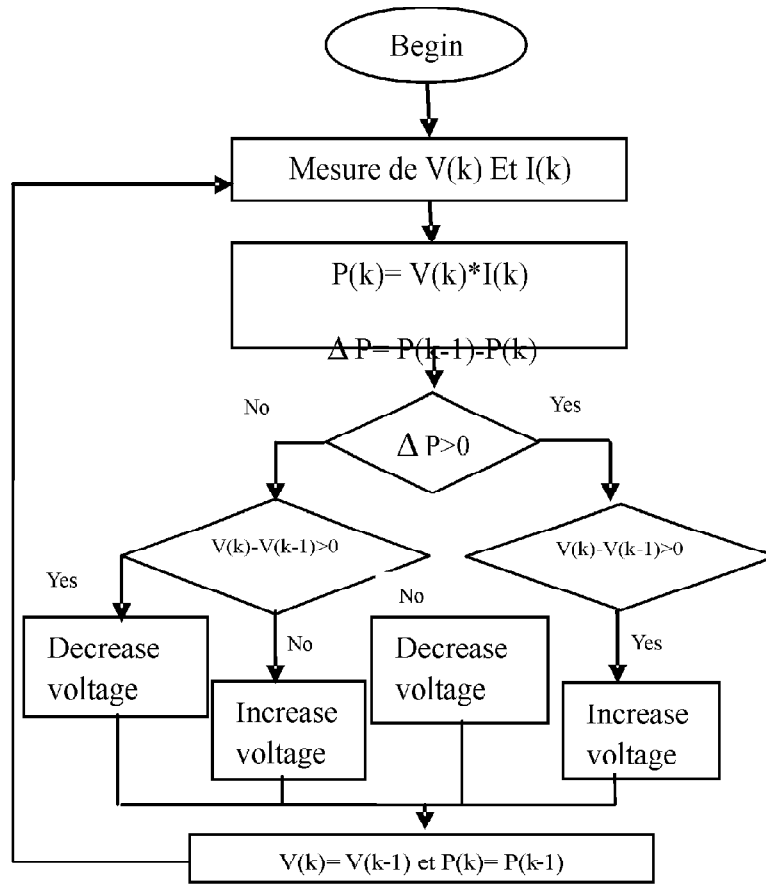 Begin
Mesure de V(k) Et I(k)
P(k)= V(k)*I(k)
Δ P= P(k-1)-P(k)
No
Yes
Δ P>0
V(k)-V(k-1)>0
V(k)-V(k-1)>0
Yes
No
No
Yes
Decrease
voltage
Increase
voltage
Decrease
voltage
Increase
voltage
V(k)= V(k-1) et P(k)= P(k-1)